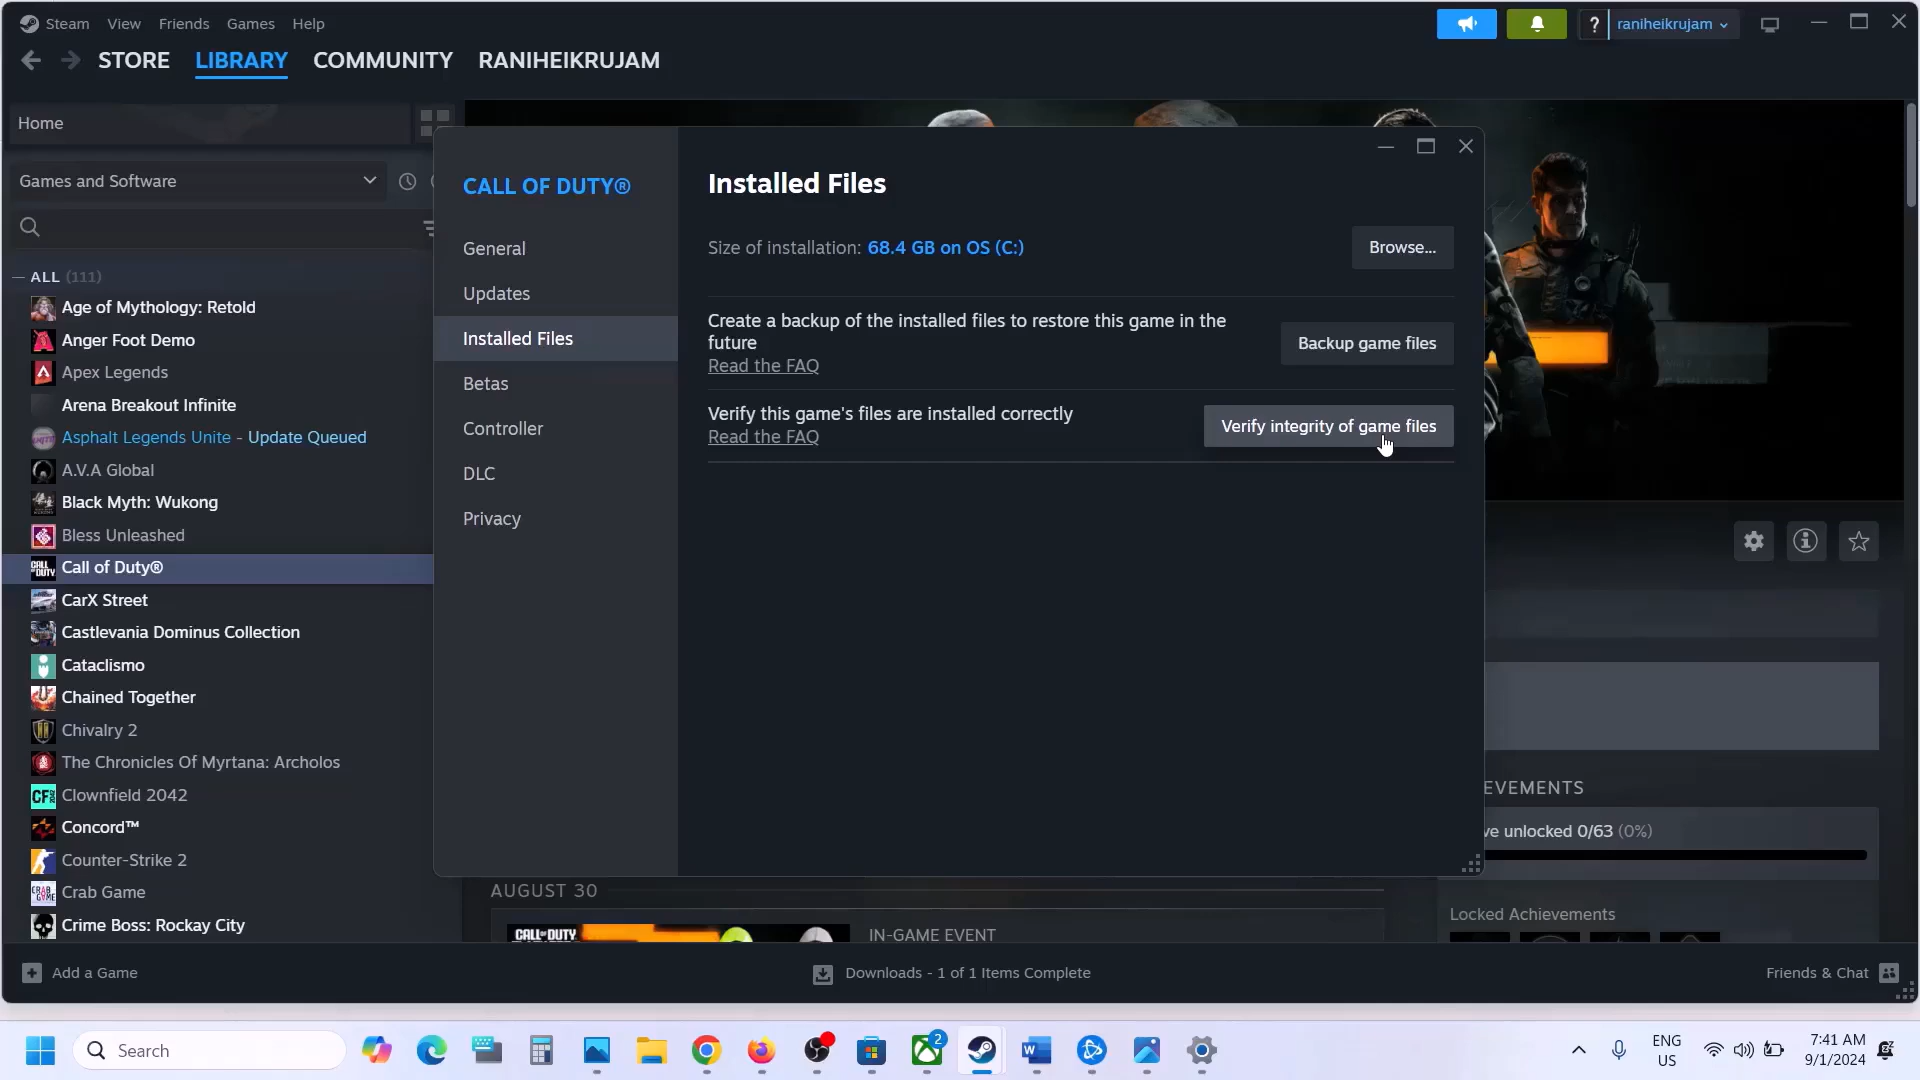 Steam View Friends Games Help
raniheikrujam
STORE LIBRARY COMMUNITY RANIHEIKRUJAM
Home
Games and Software
ALL (111)
Age of Mythology: Retold
Anger Foot Demo
Apex Legends
Arena Breakout Infinite
Asphalt Legends Unite - Update Queued
A.V.A Global
Black Myth: Wukong
Bless Unleashed
Call of Duty®
CarX Street
Castlevania Dominus Collection
Cataclismo
Chained Together
Chivalry 2
The Chronicles Of Myrtana: Archolos
Clownfield 2042
Concord™
Counter-Strike 2
Crab Game
Crime Boss: Rockay City
CALL OF DUTY®
General
Updates
Installed Files
Betas
Controller
DLC
Privacy
Installed Files
Size of installation: 68.4 GB on OS (C:)
Browse...
Create a backup of the installed files to restore this game in the
future
Read the FAQ
Backup game files
Verify this game's files are installed correctly
Read the FAQ
Verify integrity of game files
EVEMENTS
ve unlocked 0/63 (0%)
Locked Achievements
AUGUST 30
CALL OF DUTY
IN-GAME EVENT
Add a Game
Downloads - 1 of 1 Items Complete
Friends & Chat
Search
2
ENG
US
7:41 AM
9/1/2024